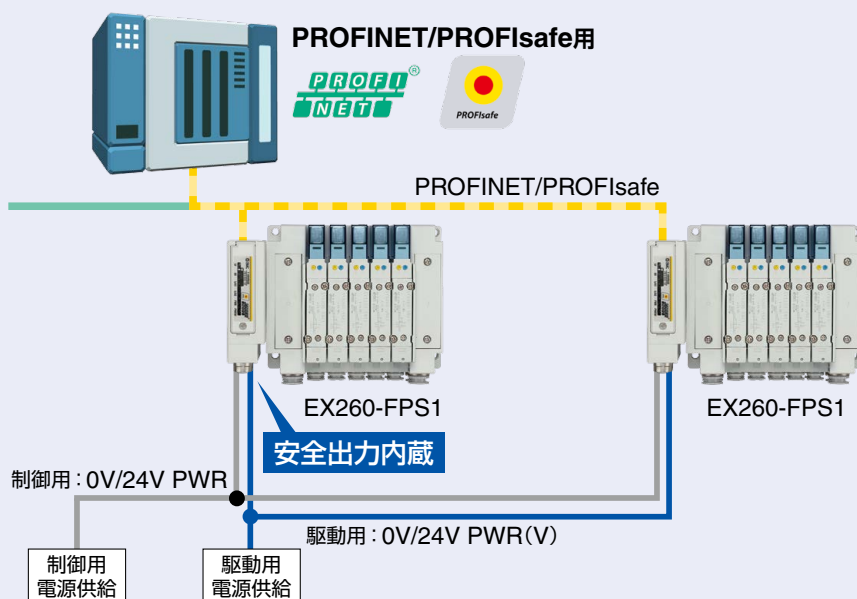 PROFINET/PROFIsafe用
PROFI
NET
®
PROFIsafe
PROFINET/PROFIsafe
EX260-FPS1
EX260-FPS1
安全出力内蔵
制御用：0V/24V PWR
駆動用：0V/24V PWR（V）
制御用
電源供給
駆動用
電源供給